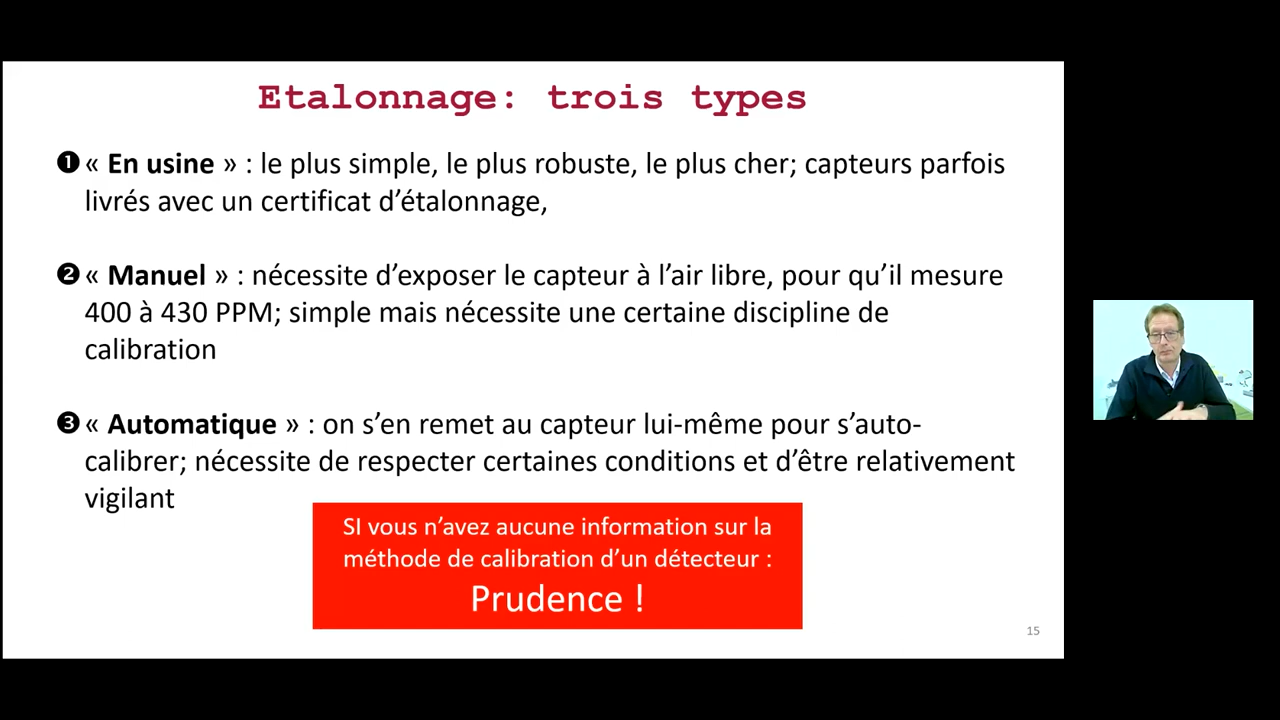 Etalonnage: trois types
❶ « En usine » : le plus simple, le plus robuste, le plus cher; capteurs parfois
livrés avec un certificat d’étalonnage,
❷ « Manuel » : nécessite d’exposer le capteur à l’air libre, pour qu’il mesure
400 à 430 PPM; simple mais nécessite une certaine discipline de
calibration
❸ « Automatique » : on s’en remet au capteur lui-même pour s’auto-
calibrer; nécessite de respecter certaines conditions et d’être relativement
vigilant
SI vous n’avez aucune information sur la
méthode de calibration d’un détecteur :
Prudence !
15